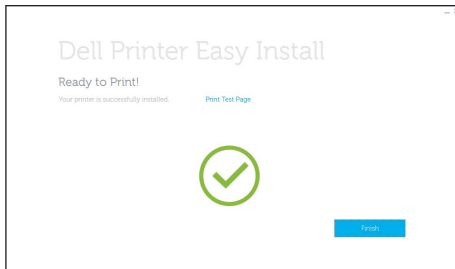 Dell Printer Easy Install
Ready to Print!
Your printer is successfully installed. Print Test Page
Finish